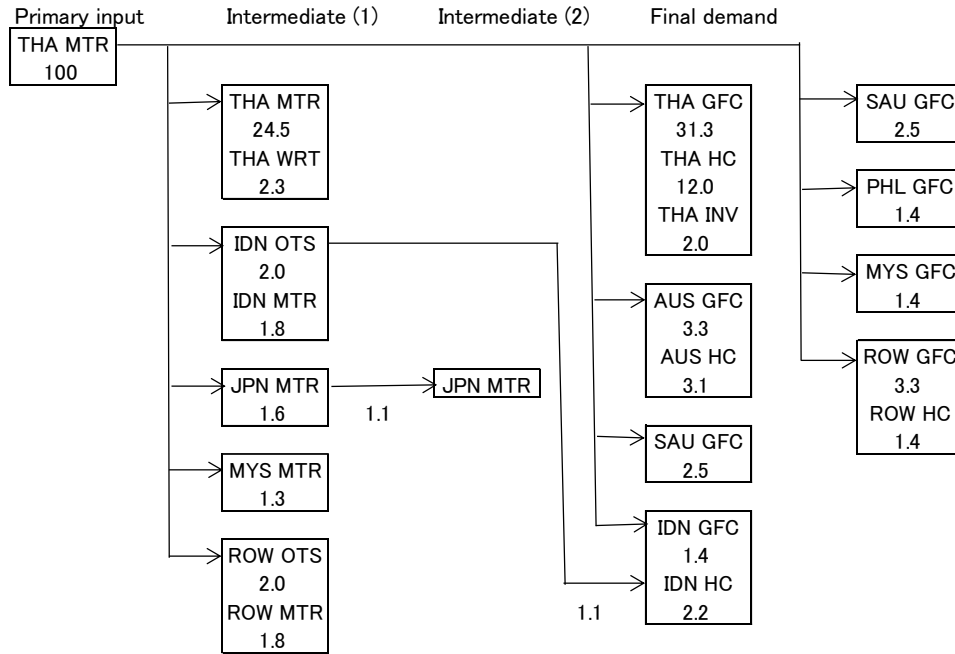 Primary input
Intermediate (1)
Intermediate (2)
Final demand
THA MTR
100
THA MTR
24.5
THA WRT
2.3
IDN OTS
2.0
IDN MTR
1.8
JPN MTR
1.6
1.1
JPN MTR
MYS MTR
1.3
ROW OTS
2.0
ROW MTR
1.8
THA GFC
31.3
THA HC
12.0
THA INV
2.0
AUS GFC
3.3
AUS HC
3.1
SAU GFC
2.5
IDN GFC
1.4
IDN HC
2.2
1.1
SAU GFC
2.5
PHL GFC
1.4
MYS GFC
1.4
ROW GFC
3.3
ROW HC
1.4